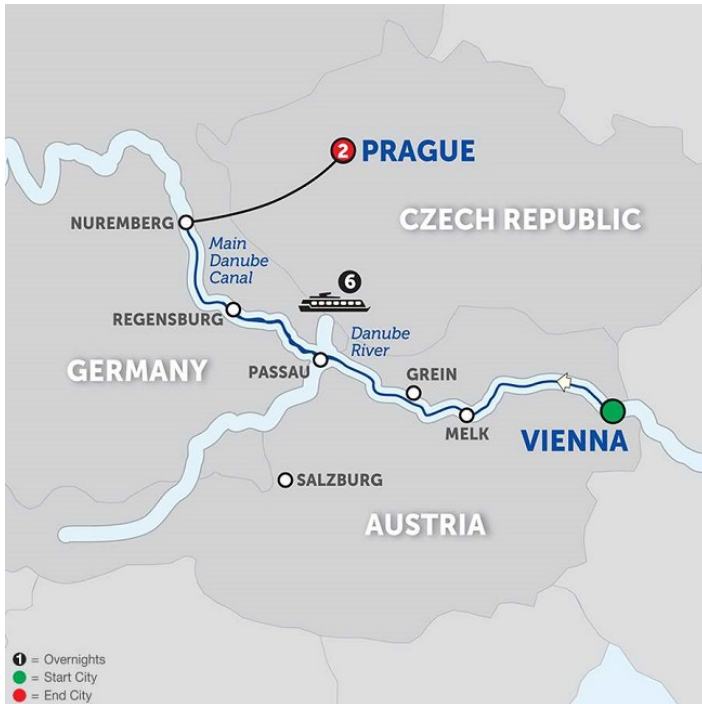 2 PRAGUE
CZECH REPUBLIC
NUREMBERG
Main
Danube
Canal
6
REGENSBURG
Danube
River
GERMANY
PASSAU
GREIN
MELK
VIENNA
SALZBURG
AUSTRIA
1 = Overnights
= Start City
= End City